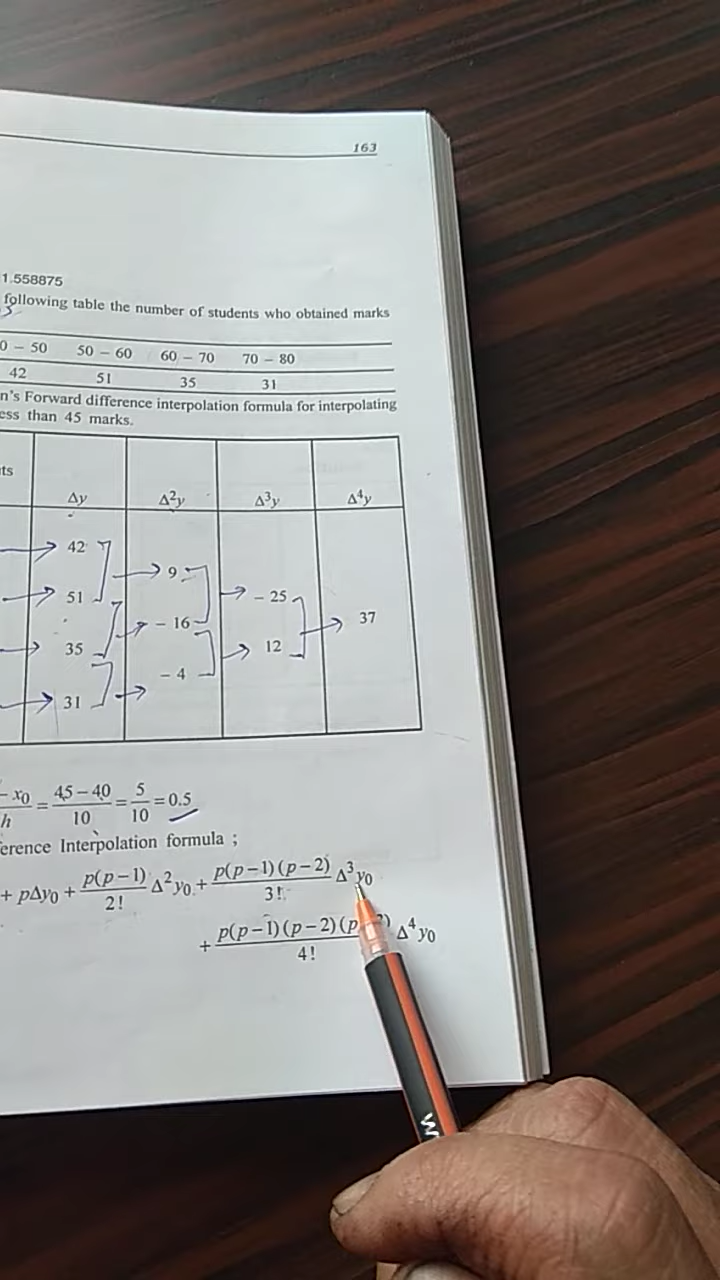 163
1.558875
following table the number of students who obtained marks
0 – 50 50 – 60 60 – 70 70 – 80
42 51 35 31
n's Forward difference interpolation formula for interpolating
ess than 45 marks.
ts Δy Δ²y Δ³y Δ⁴y
42
9
51 – 25
– 16 37
35 12
– 4
31
– x₀ / h = 45 – 40 / 10 = 5 / 10 = 0.5
erence Interpolation formula ;
+ pΔy₀ + p(p – 1) / 2! Δ²y₀ + p(p – 1) (p – 2) / 3! Δ³y₀
+ p(p – 1) (p – 2) (p / 4! Δ⁴y₀